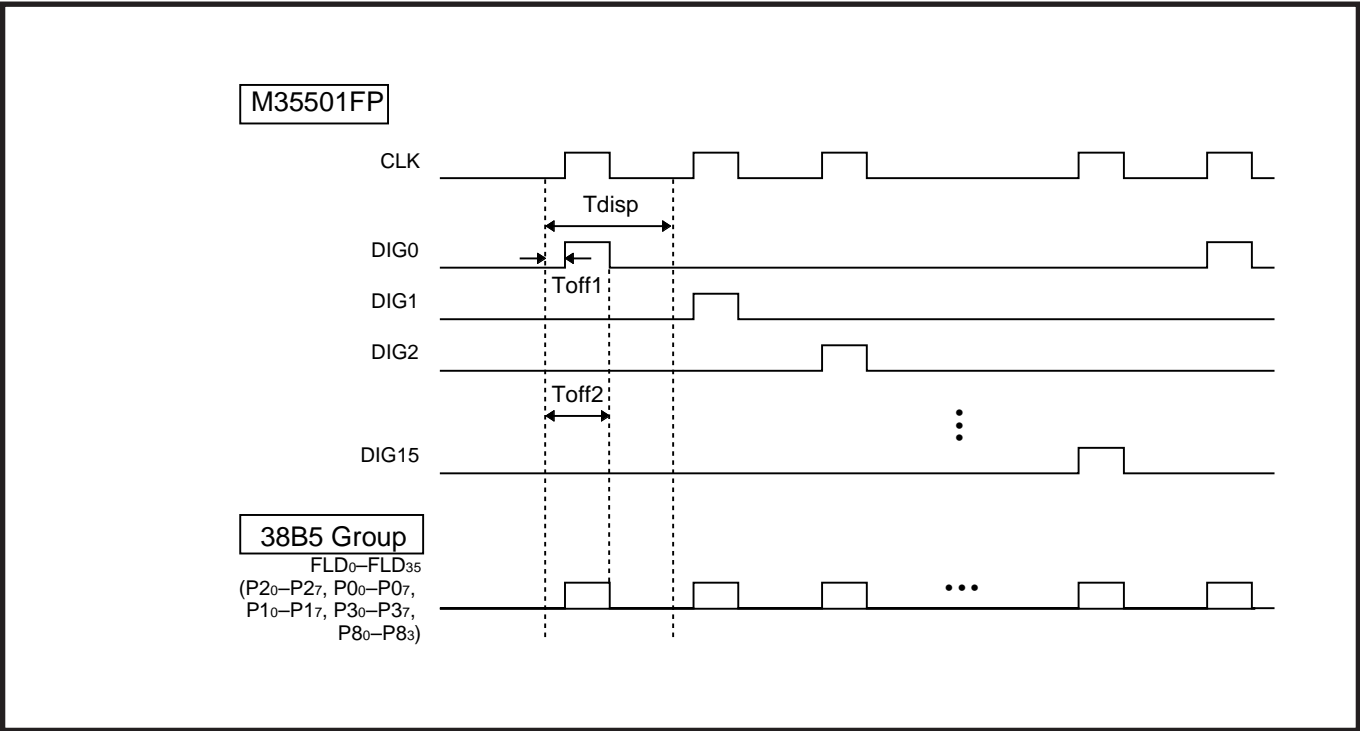 M35501FP
CLK
Tdisp
DIG0
Toff1
DIG1
DIG2
Toff2
DIG15
38B5 Group
FLD0–FLD35
(P20–P27, P00–P07,
P10–P17, P30–P37,
P80–P83)